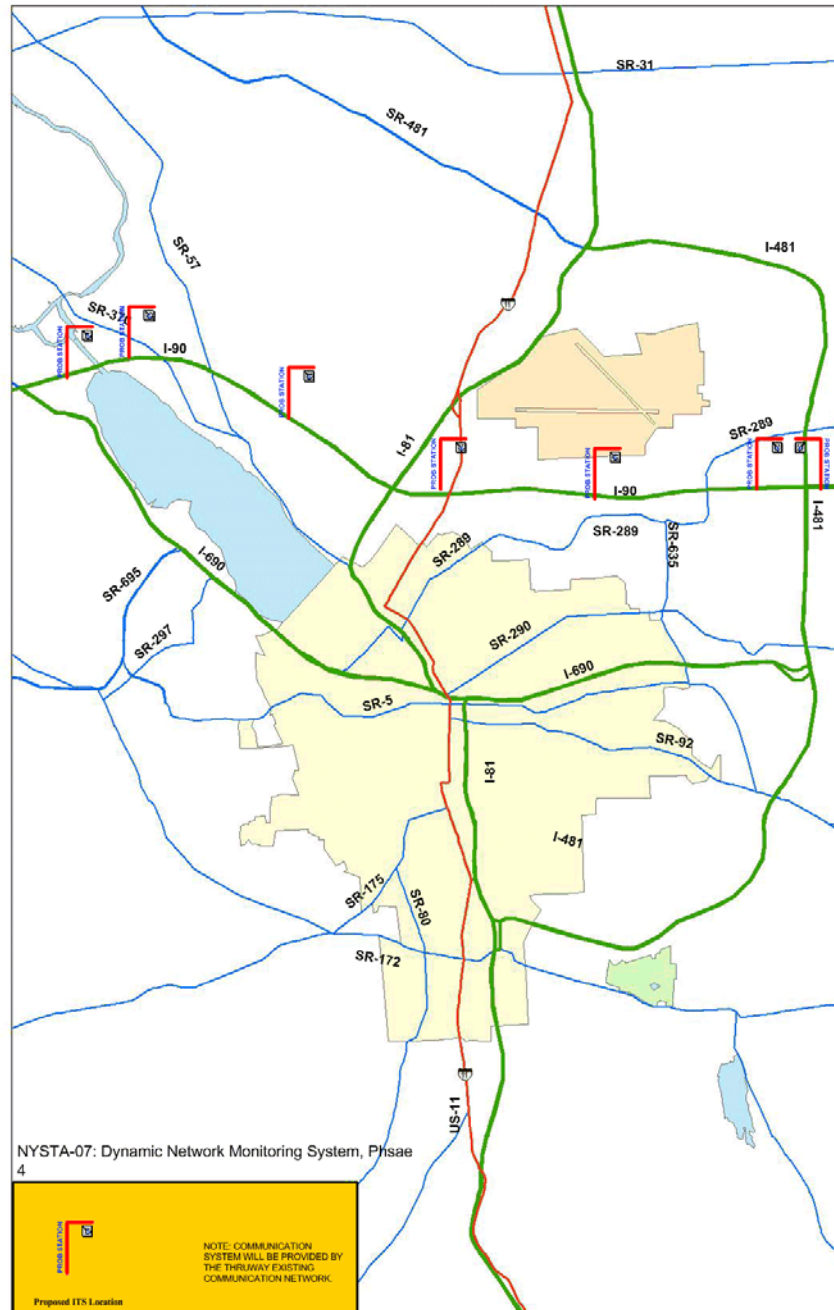 SR-31
SR-481
SR-57
I-481
11
SR-370
PROB STATION
PROB STATION
I-90
PROB STATION
I-81
PROB STATION
PROB STATION
SR-289
PROB STATION
PROB STATION
I-90
I-481
SR-289
SR-289
SR-635
I-690
SR-695
SR-297
SR-290
I-690
SR-5
SR-92
I-81
I-481
SR-175
SR-80
SR-172
11
US-11
NYSTA-07: Dynamic Network Monitoring System, Phsae
4
PROB STATION
NOTE: COMMUNICATION
SYSTEM WILL BE PROVIDED BY
THE THRUWAY EXISTING
COMMUNICATION NETWORK.
Proposed ITS Location